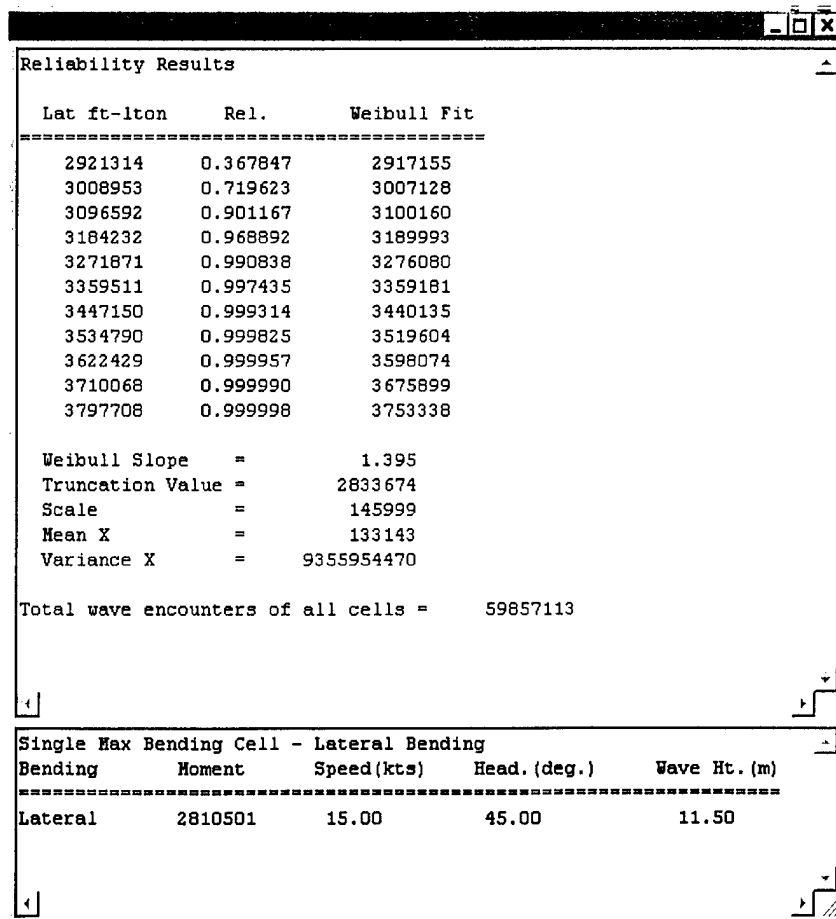 Reliability Results
Lat ft-lton Rel. Weibull Fit
==========================================
2921314 0.367847 2917155
3008953 0.719623 3007128
3096592 0.901167 3100160
3184232 0.968892 3189993
3271871 0.990838 3276080
3359511 0.997435 3359181
3447150 0.999314 3440135
3534790 0.999825 3519604
3622429 0.999957 3598074
3710068 0.999990 3675899
3797708 0.999998 3753338
Weibull Slope = 1.395
Truncation Value = 2833674
Scale = 145999
Mean X = 133143
Variance X = 9355954470
Total wave encounters of all cells = 59857113
Single Max Bending Cell - Lateral Bending
Bending Moment Speed(kts) Head.(deg.) Wave Ht.(m)
=====================================================================
Lateral 2810501 15.00 45.00 11.50